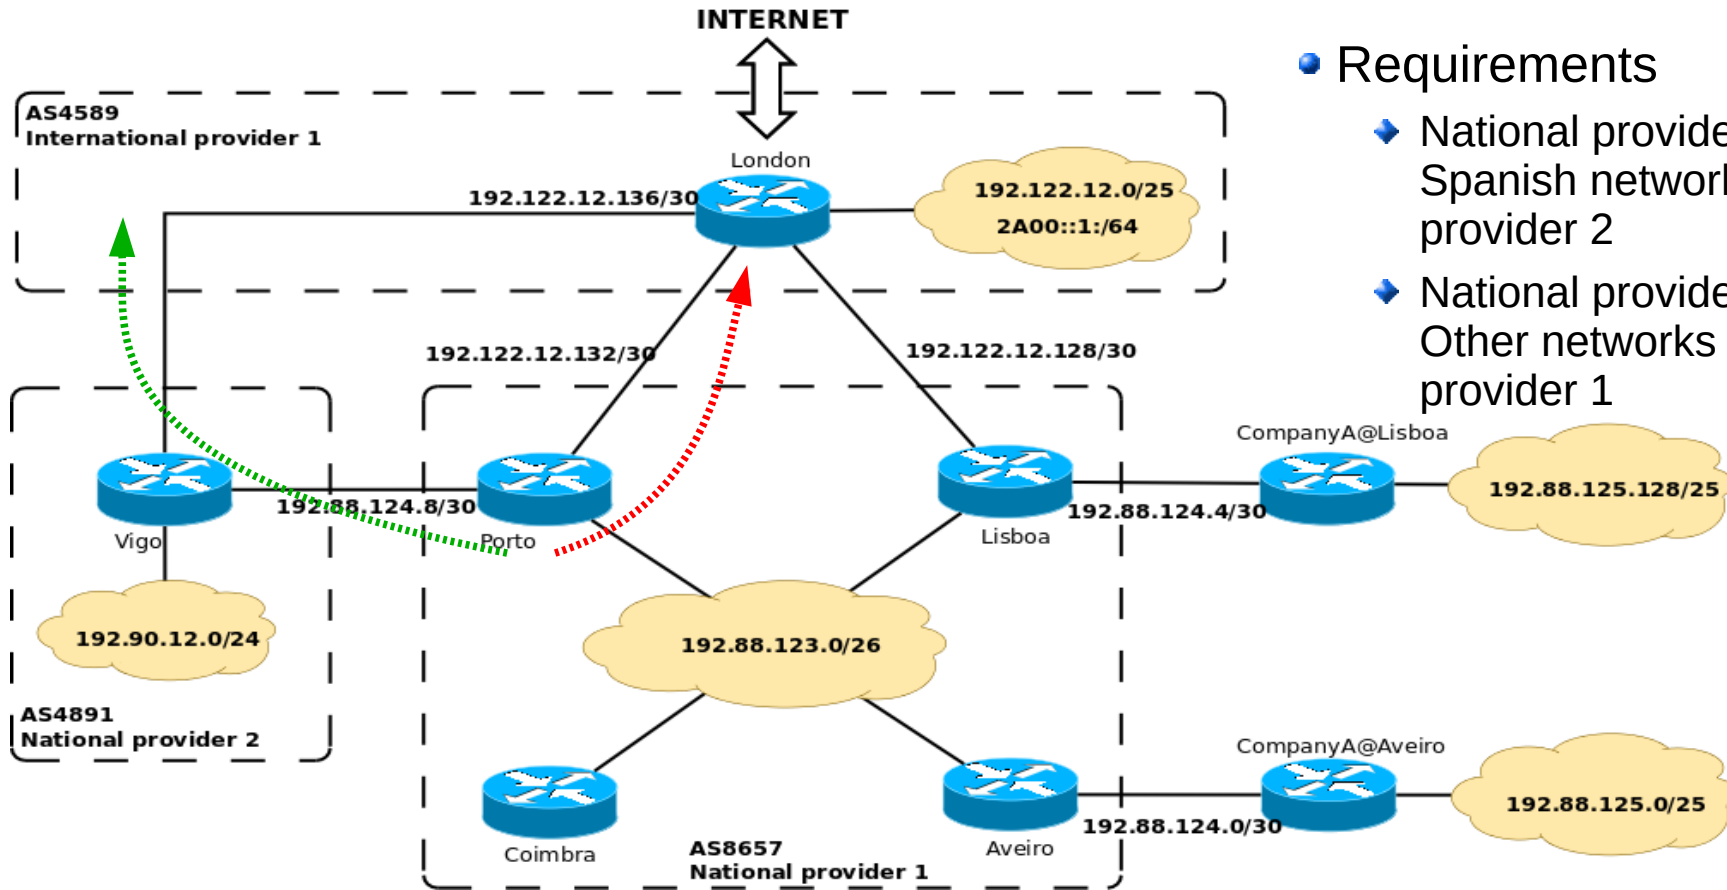 INTERNET
Requirements
National
Spanish
provider 2
National
Other networks
provider 1
AS4589
International provider 1
London
192.122.12.136/30
192.122.12.0/25
2A00::1:/64
192.122.12.132/30
192.122.12.128/30
CompanyA@Lisboa
192.88.125.128/25
192.88.124.8/30
192.88.124.4/30
Vigo
Porto
Lisboa
192.90.12.0/24
192.88.123.0/26
AS4891
National provider 2
CompanyA@Aveiro
192.88.125.0/25
192.88.124.0/30
Coimbra
Aveiro
AS8657
National provider 1